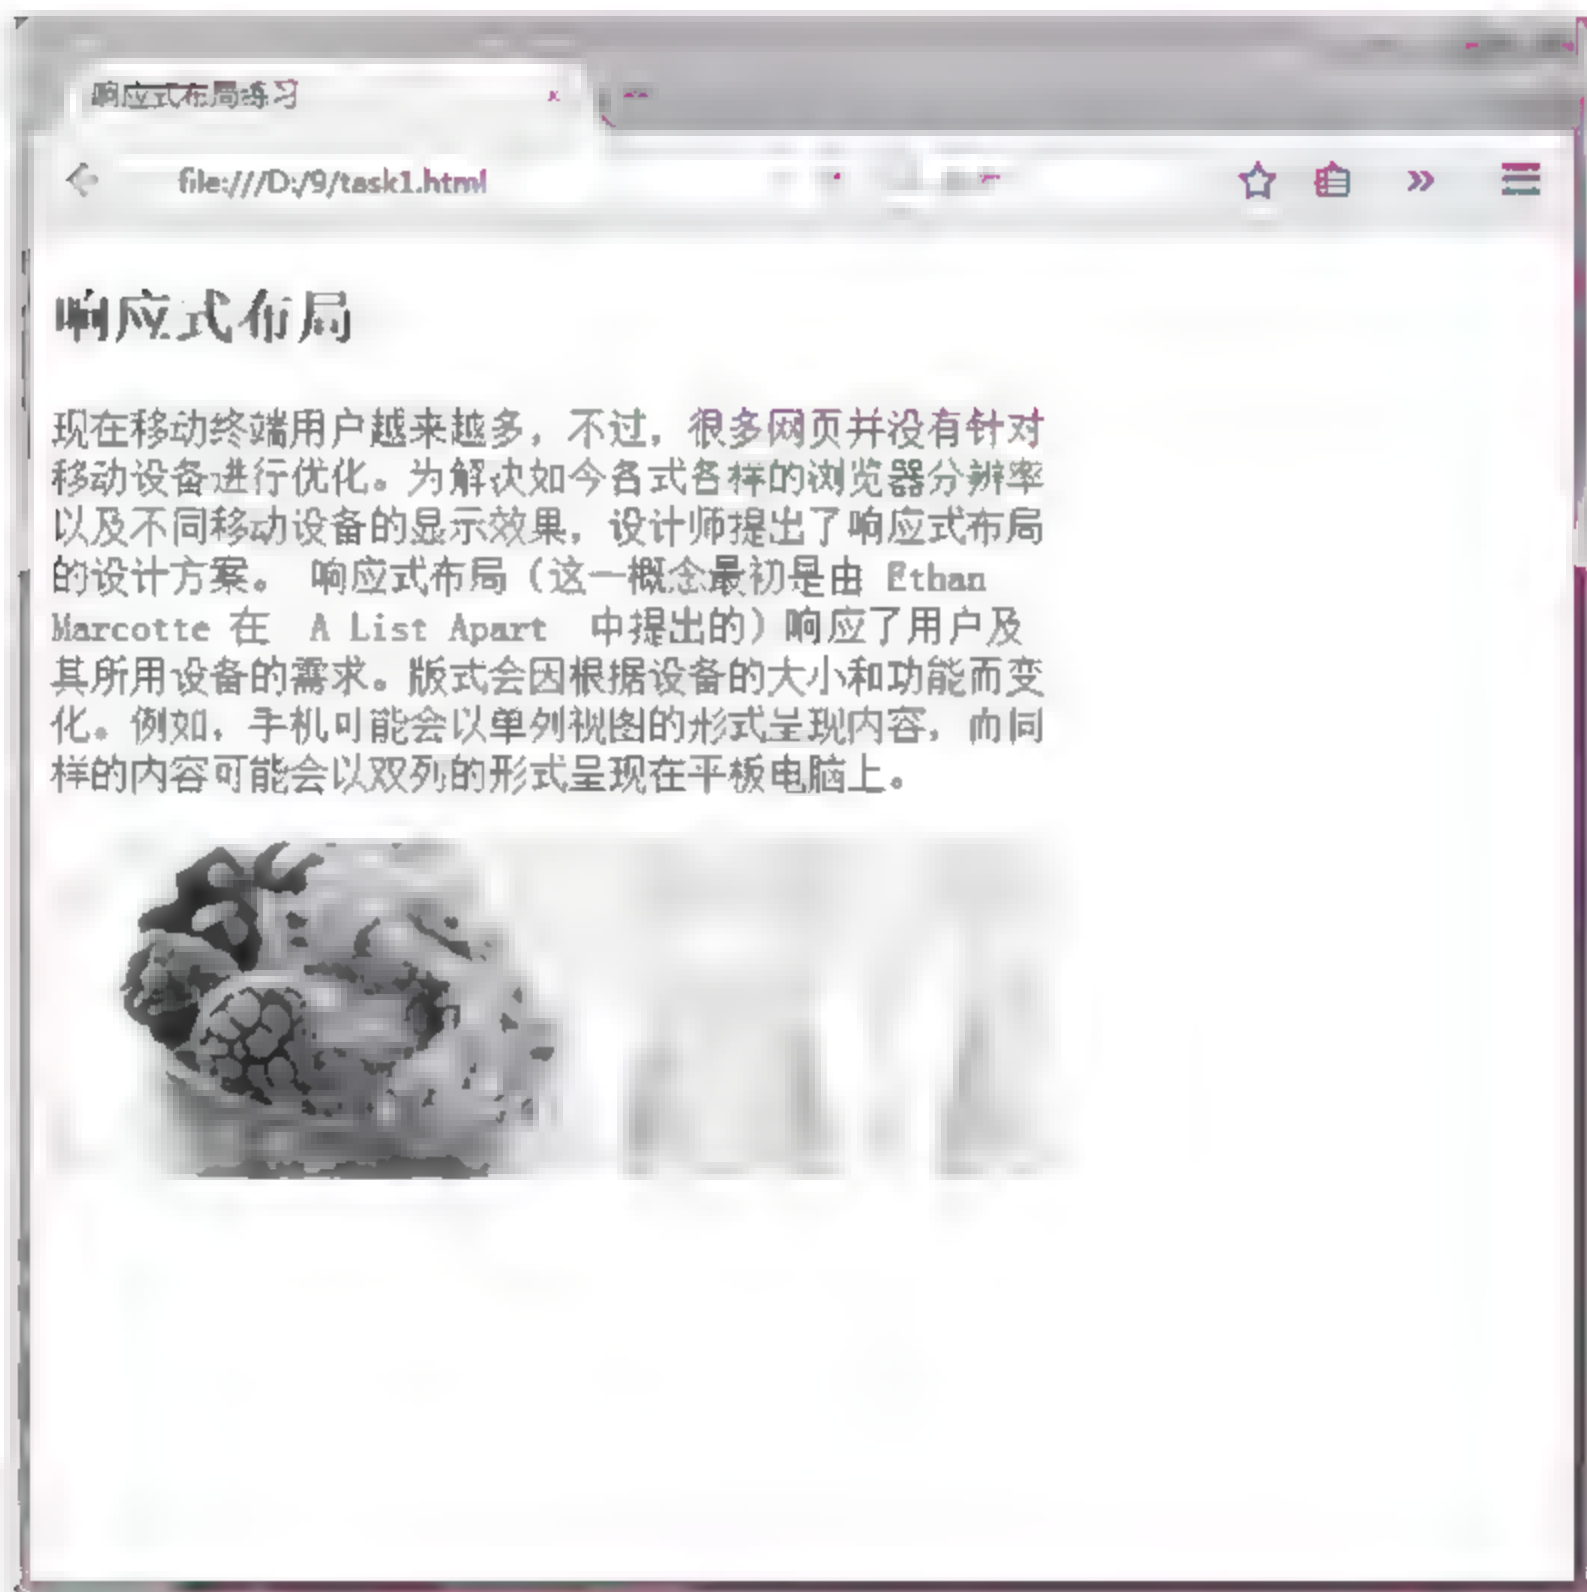 响应式布局练习
file:///D:/9/task1.html
响应式布局
现在移动终端用户越来越多，不过，很多网页并没有针对
移动设备进行优化。为解决如今各式各样的浏览器分辨率
以及不同移动设备的显示效果，设计师提出了响应式布局
的设计方案。 响应式布局（这一概念最初是由 Ethan
Marcotte 在 A List Apart 中提出的）响应了用户及
其所用设备的需求。版式会因根据设备的大小和功能而变
化。例如，手机可能会以单列视图的形式呈现内容，而同
样的内容可能会以双列的形式呈现在平板电脑上。